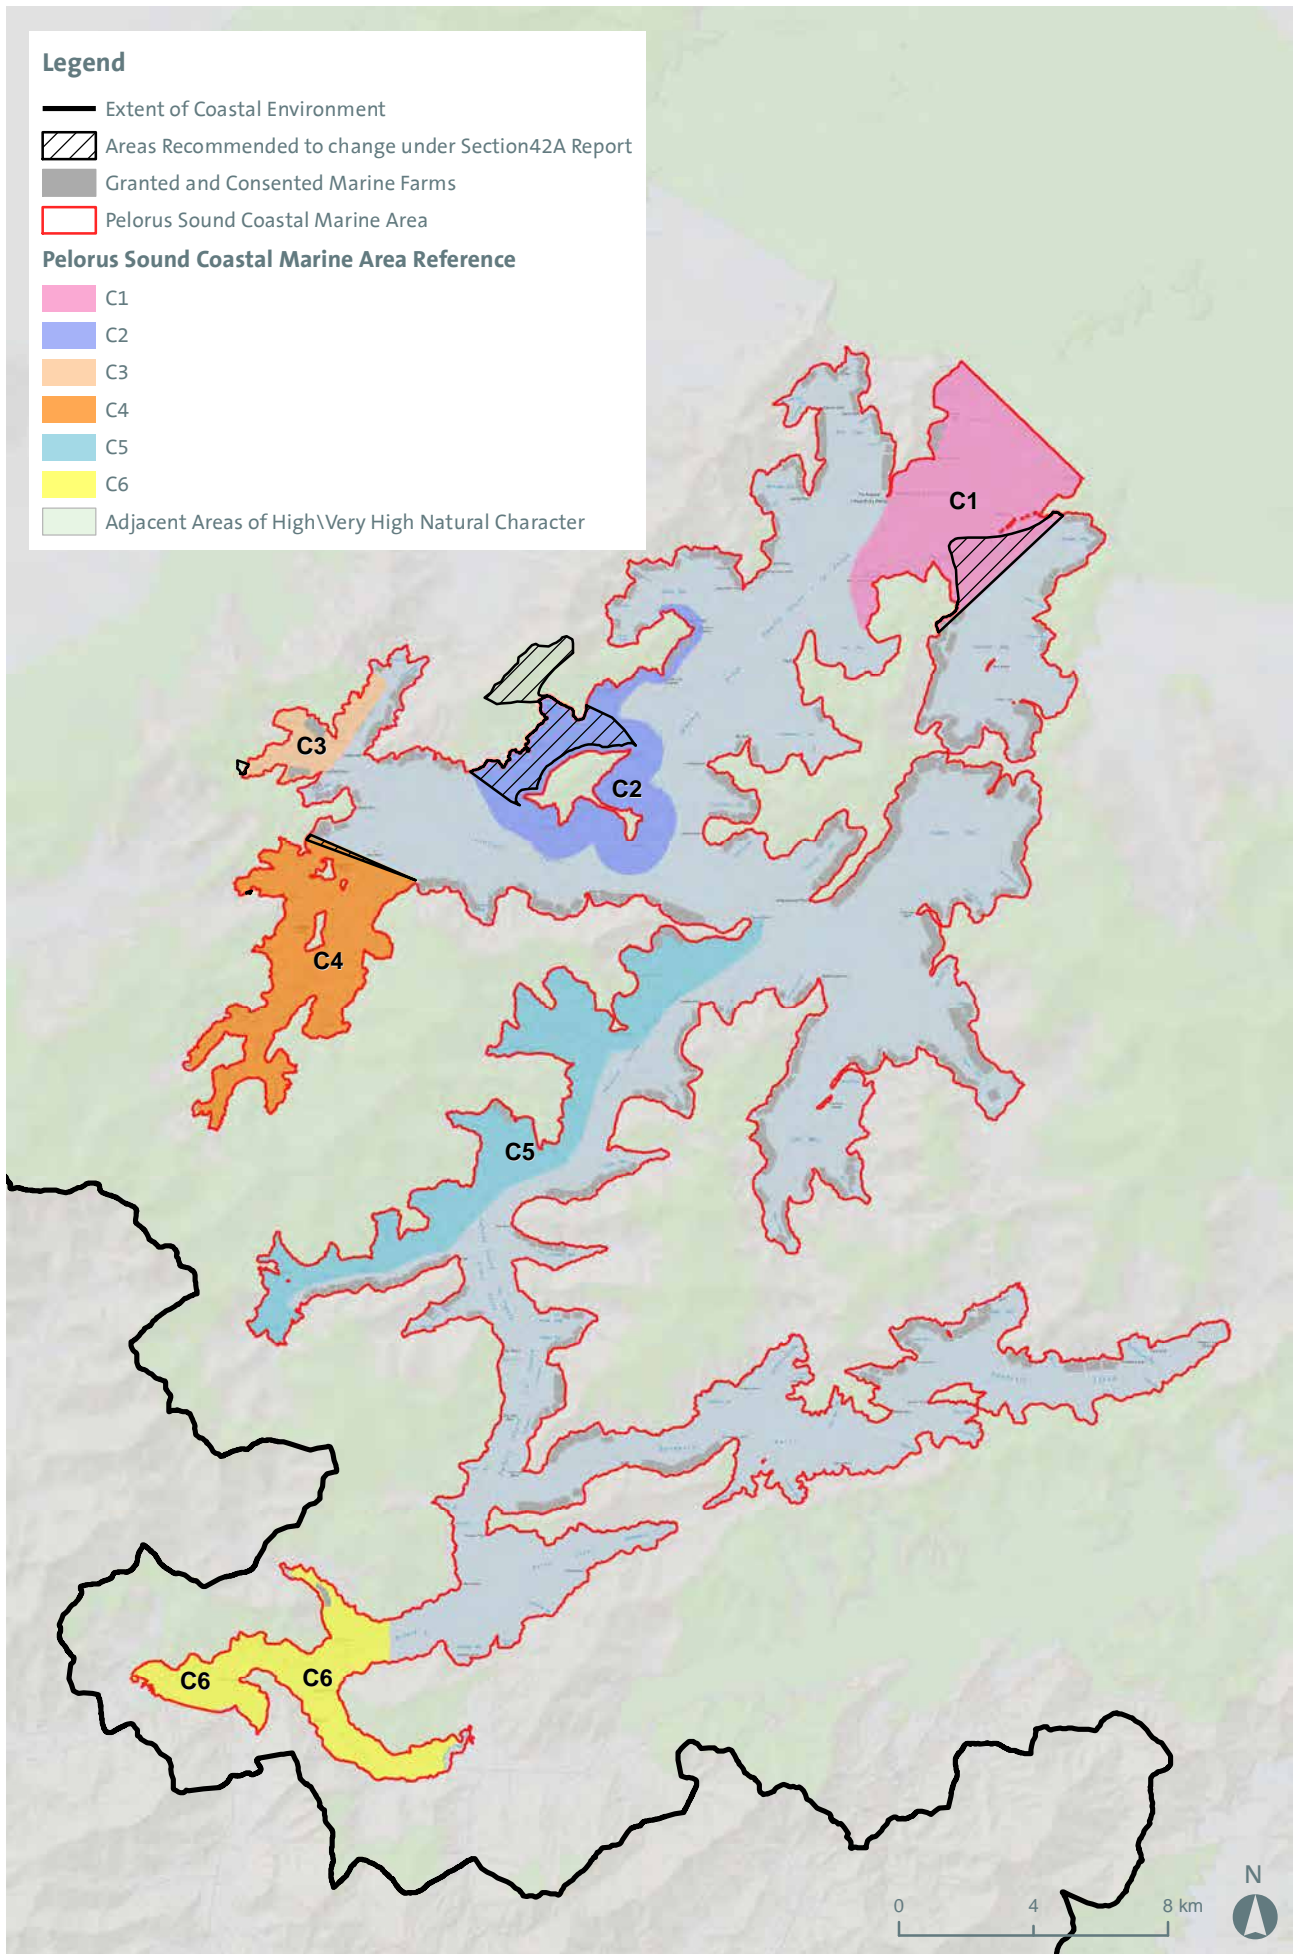 Legend
Extent of Coastal Environment
Areas Recommended to change under Section42A Report
Granted and Consented Marine Farms
Pelorus Sound Coastal Marine Area
Pelorus Sound Coastal Marine Area Reference
C1
C2
C3
C4
C5
C6
Adjacent Areas of High\Very High Natural Character
C1
C3
C2
C4
C5
C6
C6
N
0 4 8 km